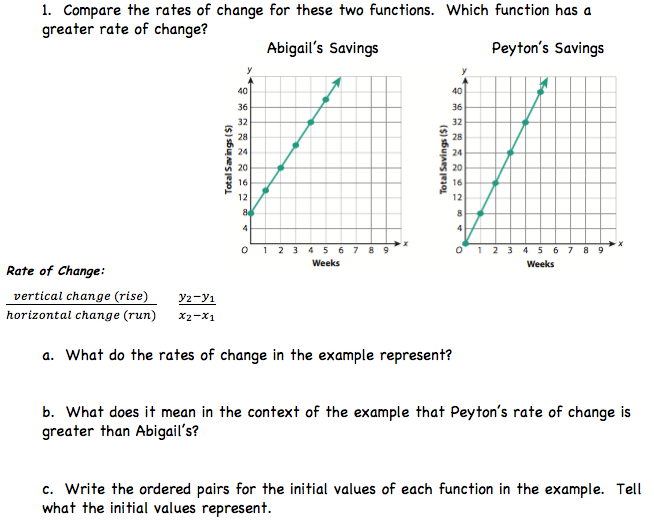 1. Compare the rates of change for these two functions. Which function has a
greater rate of change?
Abigail's Savings
y
40
36
32
28
24
20
16
12
8
4
O 1 2 3 4 5 6 7 8 9 x
Total Savings ($)
Weeks
Peyton's Savings
y
40
36
32
28
24
20
16
12
8
4
O 1 2 3 4 5 6 7 8 9 x
Total Savings ($)
Weeks
Rate of Change:
vertical change (rise) y₂−y₁
horizontal change (run) x₂−x₁
a. What do the rates of change in the example represent?
b. What does it mean in the context of the example that Peyton's rate of change is
greater than Abigail's?
c. Write the ordered pairs for the initial values of each function in the example. Tell
what the initial values represent.